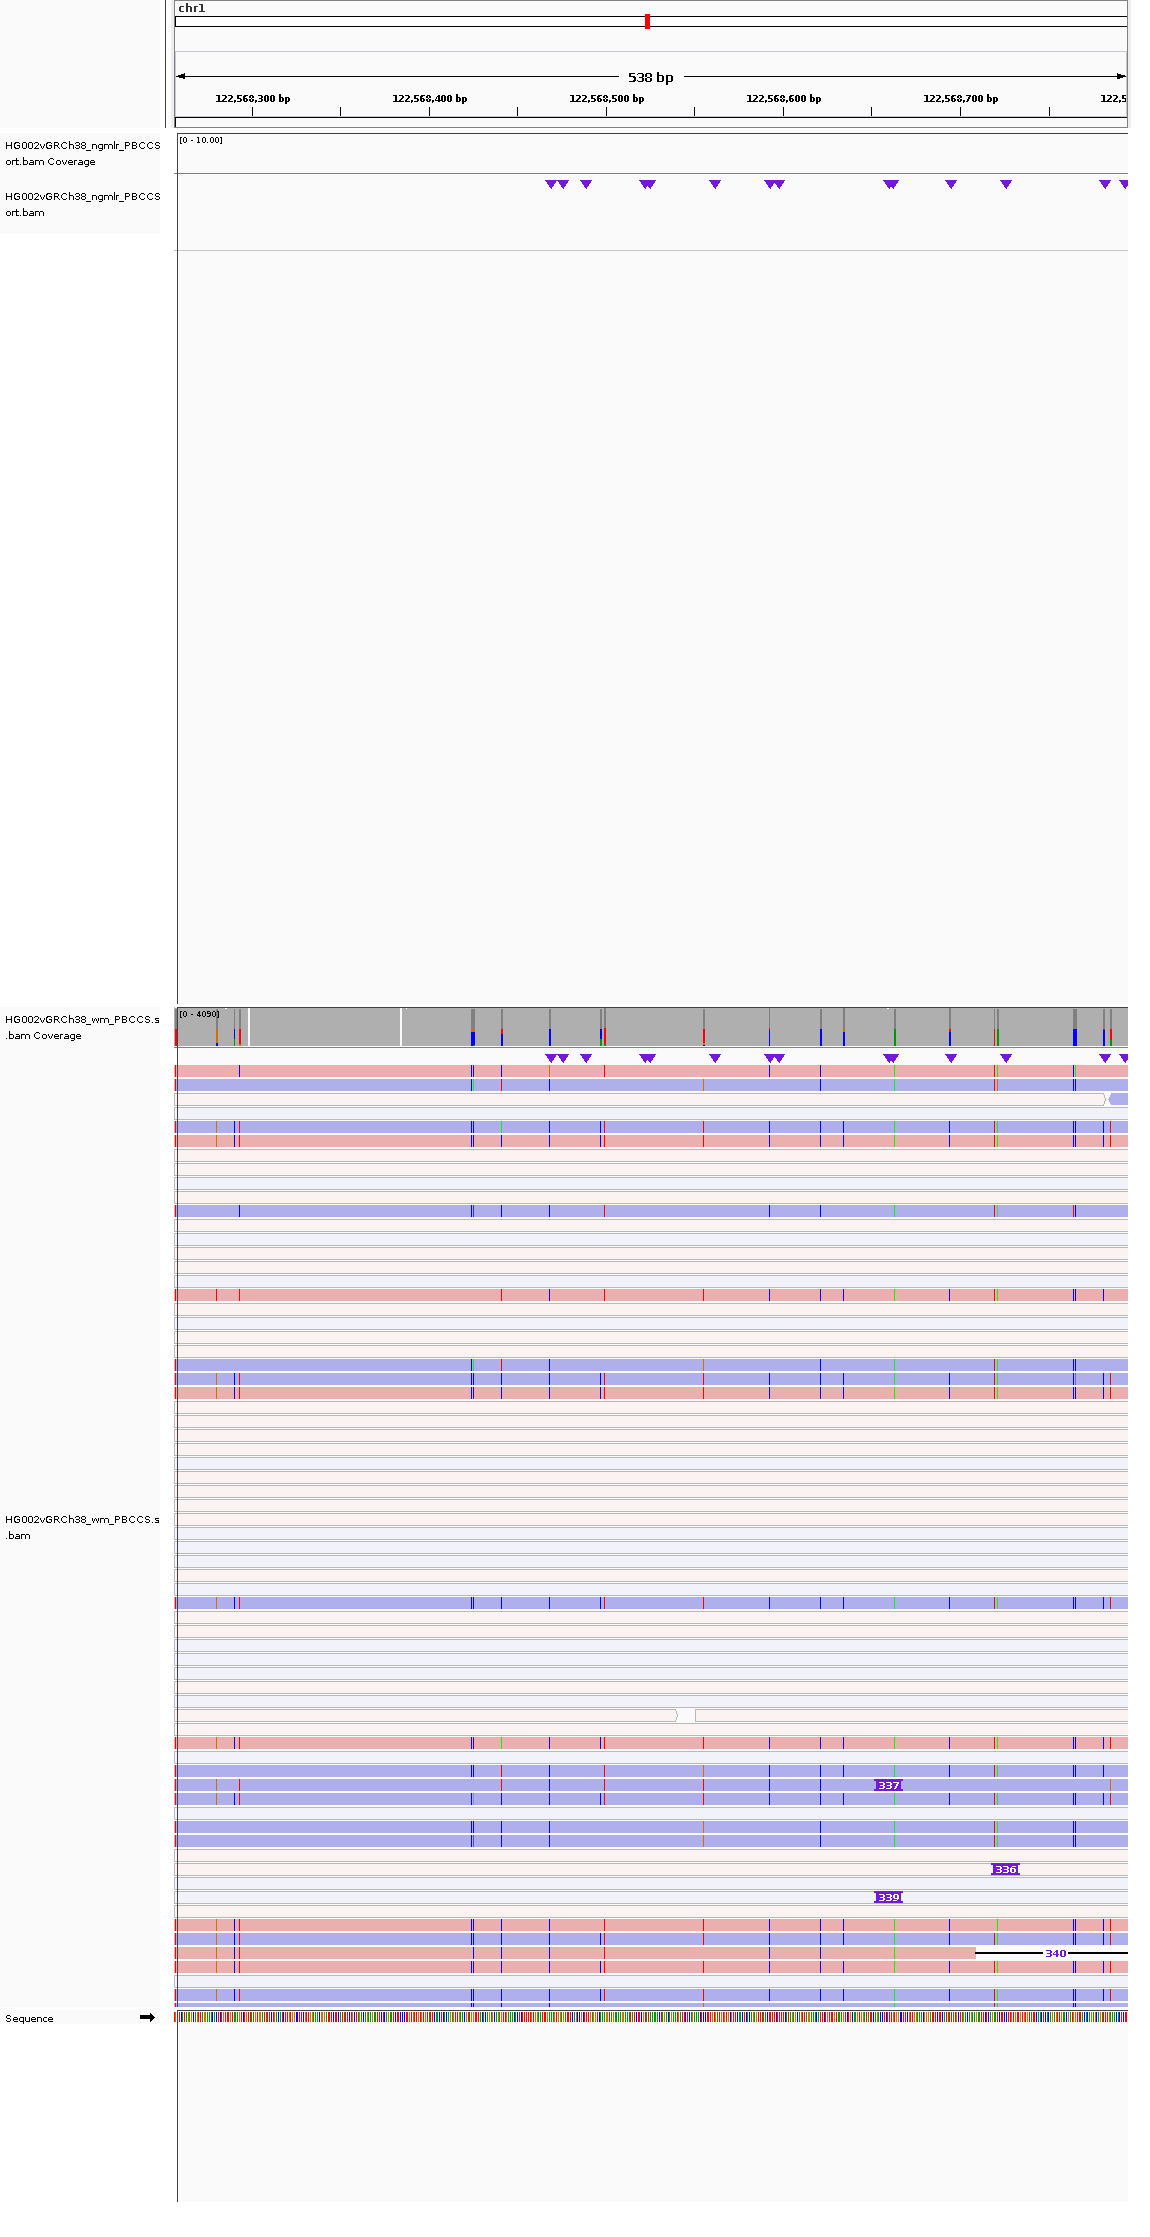 chr1
538 bp
122,568,300 bp 122,568,400 bp 122,568,500 bp 122,568,600 bp 122,568,700 bp 122,5
HG002vGRCh38_ngmlr_PBCCS
ort.bam Coverage
[0 - 10.00]
HG002vGRCh38_ngmlr_PBCCS
ort.bam
HG002vGRCh38_wm_PBCCS.s
.bam Coverage
[0 - 4090]
HG002vGRCh38_wm_PBCCS.s
.bam
337
336
339
340
Sequence